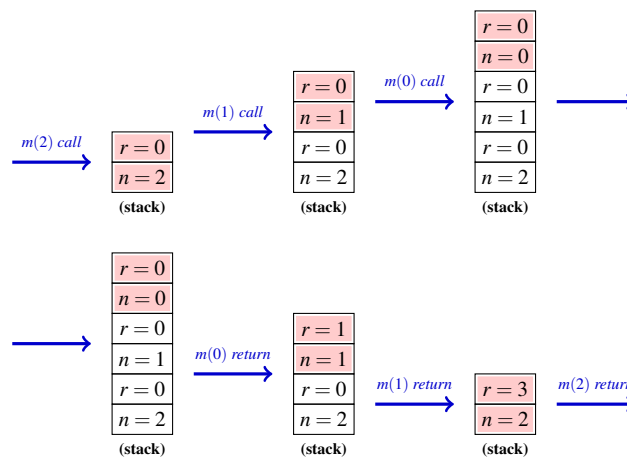 m(2) call
r = 0
n = 2
(stack)
m(1) call
r = 0
n = 1
r = 0
n = 2
(stack)
m(0) call
r = 0
n = 0
r = 0
n = 1
r = 0
n = 2
(stack)
r = 0
n = 0
r = 0
n = 1
r = 0
n = 2
(stack)
m(0) return
r = 1
n = 1
r = 0
n = 2
(stack)
m(1) return
r = 3
n = 2
(stack)
m(2) return